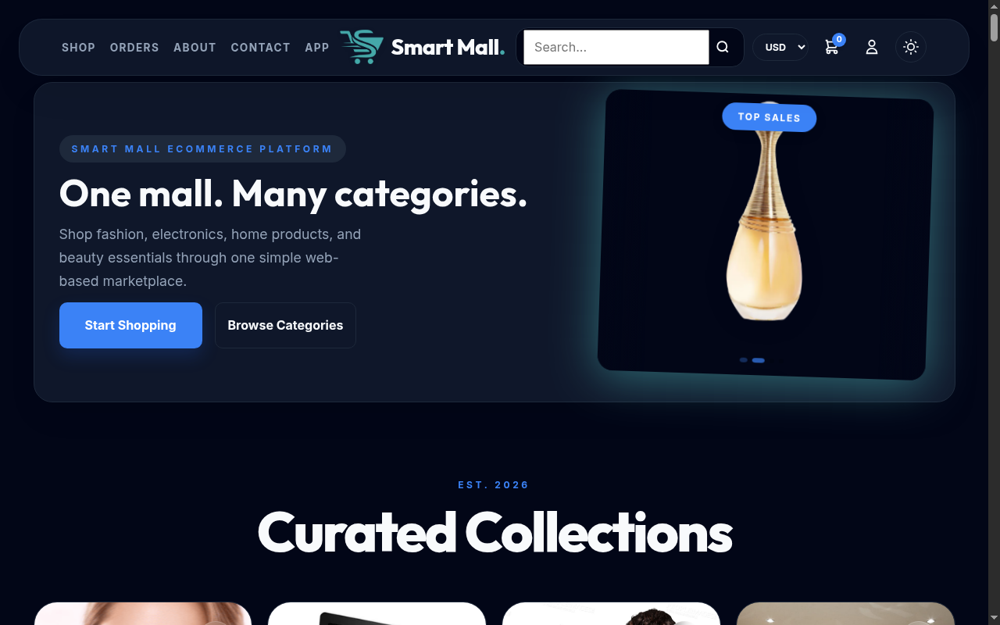 SHOP ORDERS ABOUT CONTACT APP Smart Mall. Search... USD 0
SMART MALL ECOMMERCE PLATFORM
One mall. Many categories.
Shop fashion, electronics, home products, and
beauty essentials through one simple web-
based marketplace.
Start Shopping Browse Categories
TOP SALES
EST. 2026
Curated Collections